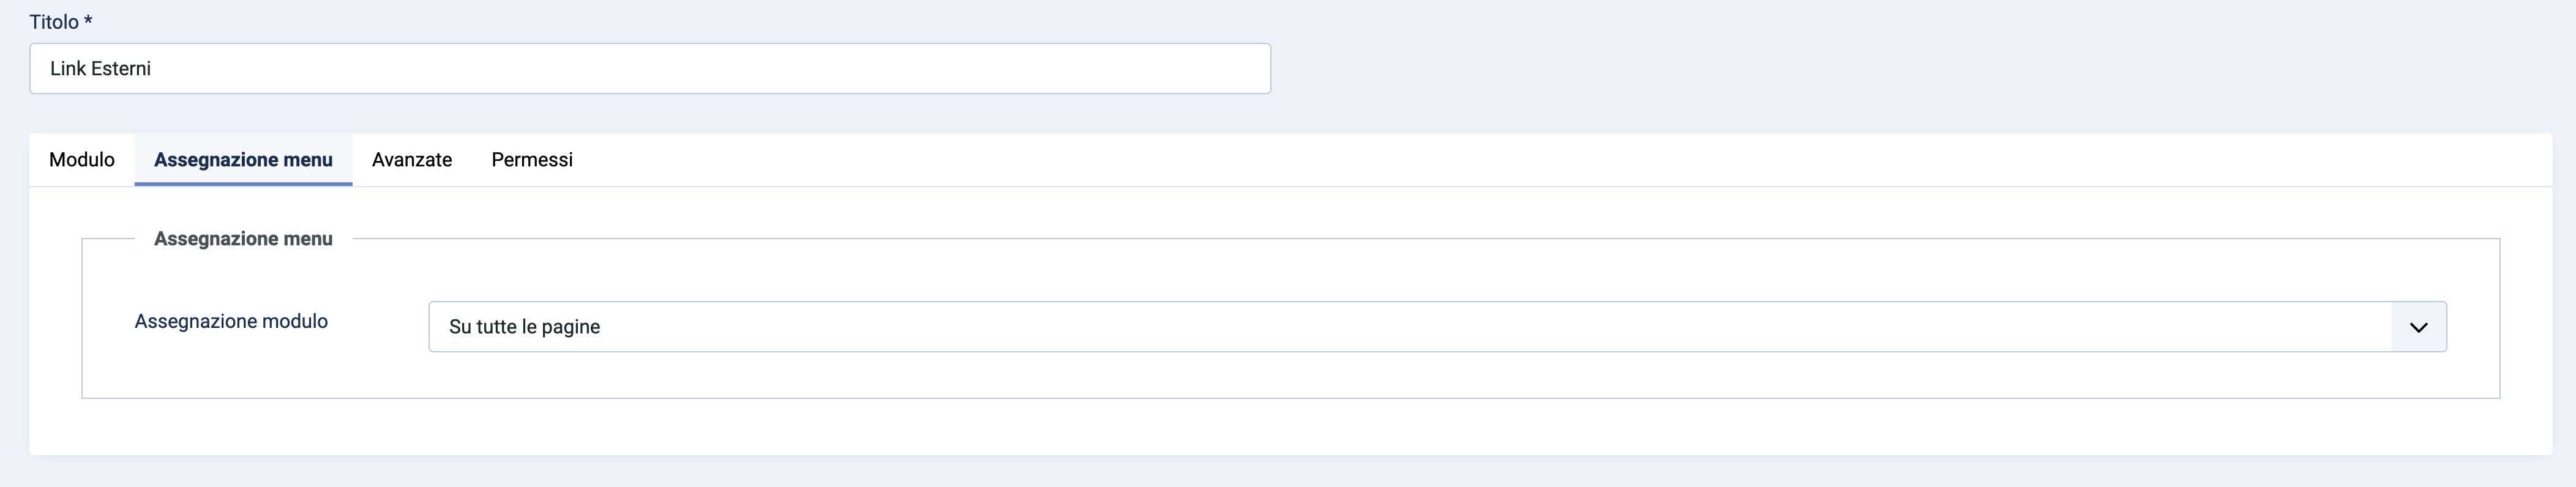 Titolo *
Link Esterni
Modulo Assegnazione menu Avanzate Permessi
Assegnazione menu
Assegnazione modulo Su tutte le pagine